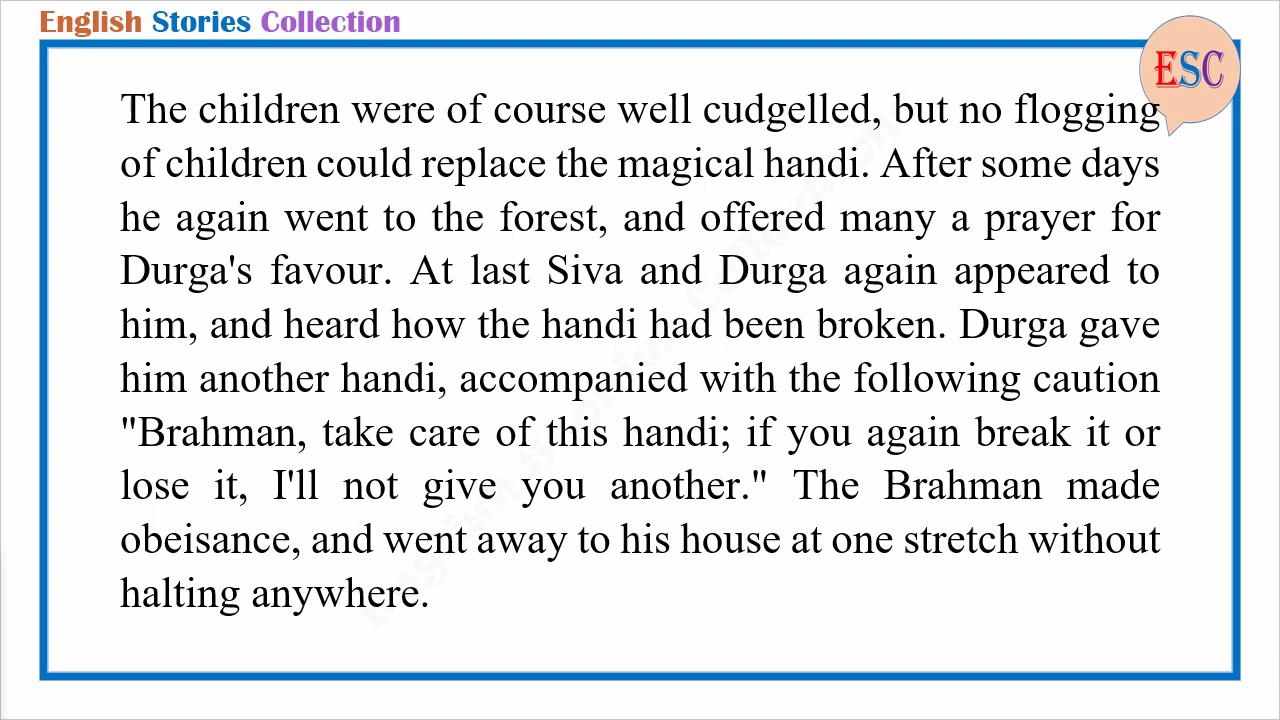 English Stories Collection
ESC
The children were of course well cudgelled, but no flogging
of children could replace the magical handi. After some days
he again went to the forest, and offered many a prayer for
Durga's favour. At last Siva and Durga again appeared to
him, and heard how the handi had been broken. Durga gave
him another handi, accompanied with the following caution
"Brahman, take care of this handi; if you again break it or
lose it, I'll not give you another." The Brahman made
obeisance, and went away to his house at one stretch without
halting anywhere.